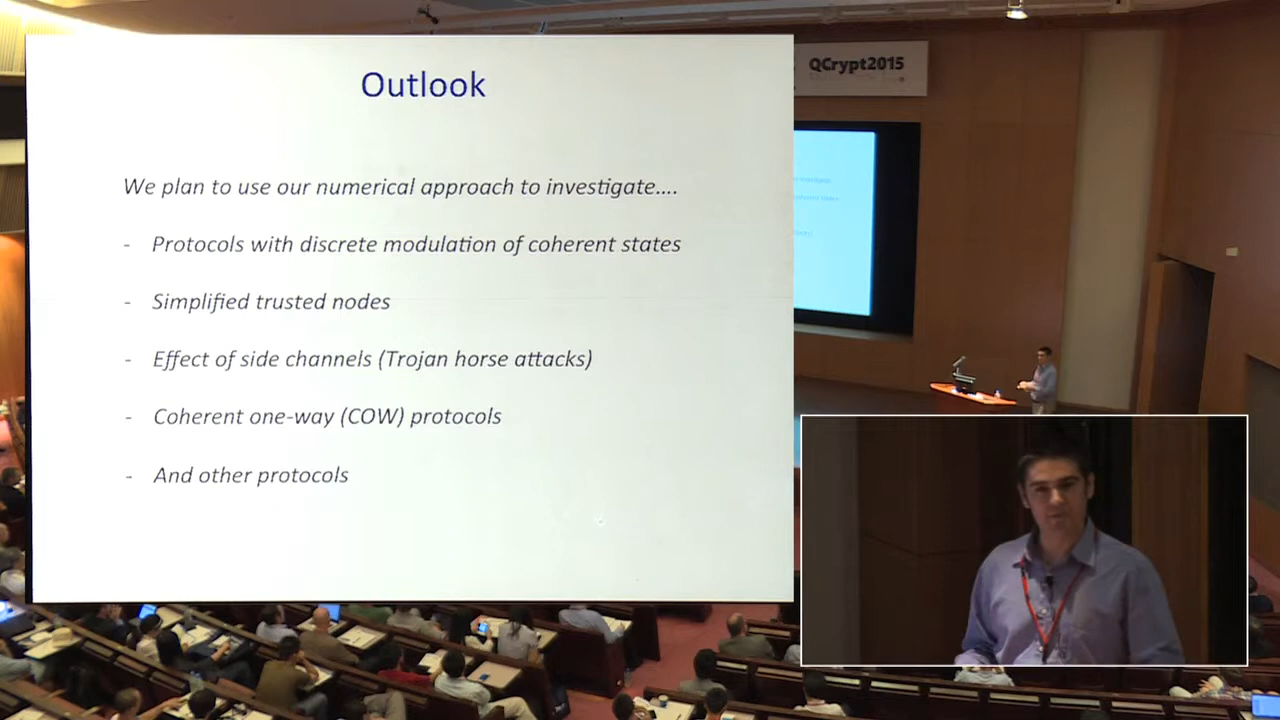 Outlook
QCrypt2015
We plan to use our numerical approach to investigate....
- Protocols with discrete modulation of coherent states
- Simplified trusted nodes
- Effect of side channels (Trojan horse attacks)
- Coherent one-way (COW) protocols
- And other protocols